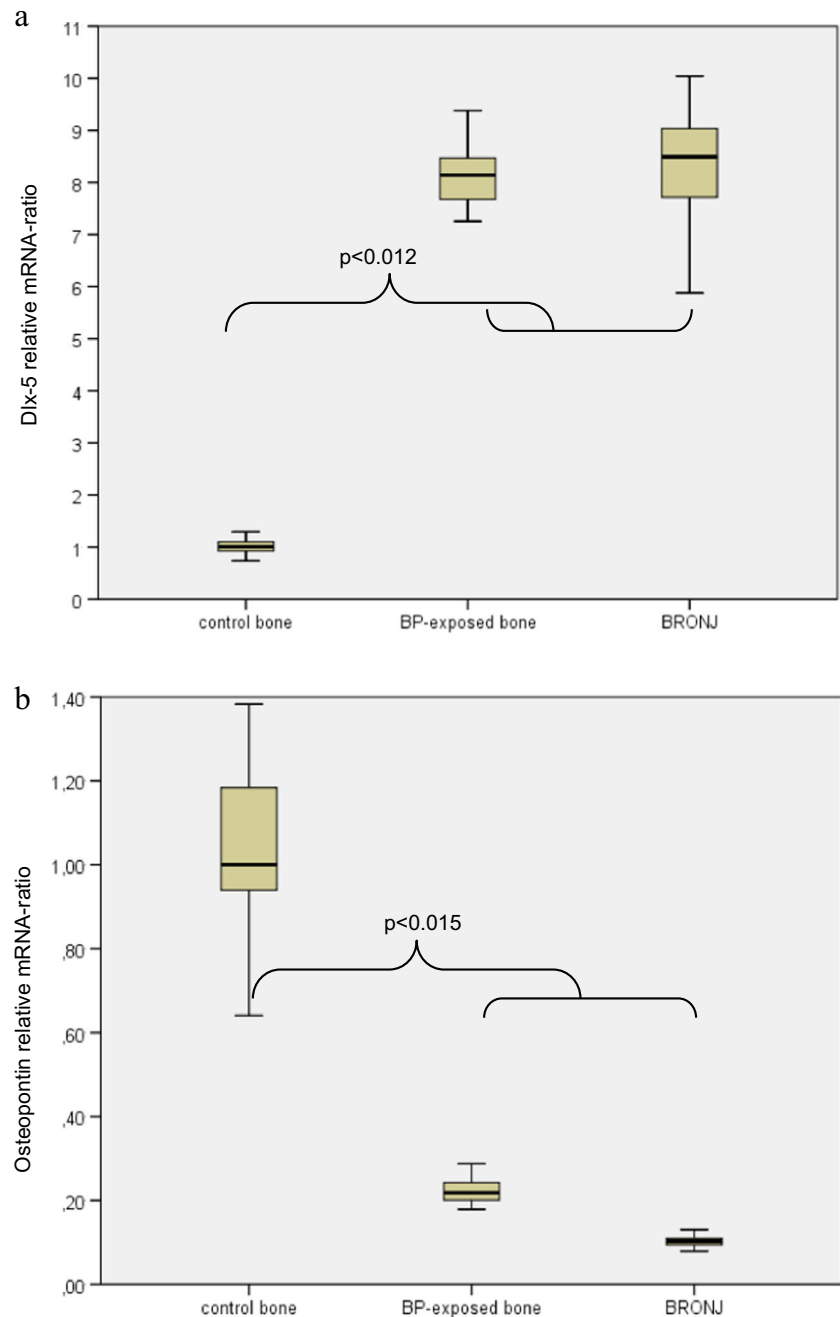 a
11
10
9
8
7
6
5
4
3
2
1
0
Dlx-5 relative mRNA-ratio
p<0.012
control bone BP-exposed bone BRONJ
b
1,40
1,20
1,00
,80
,60
,40
,20
,00
Osteopontin relative mRNA-ratio
p<0.015
control bone BP-exposed bone BRONJ